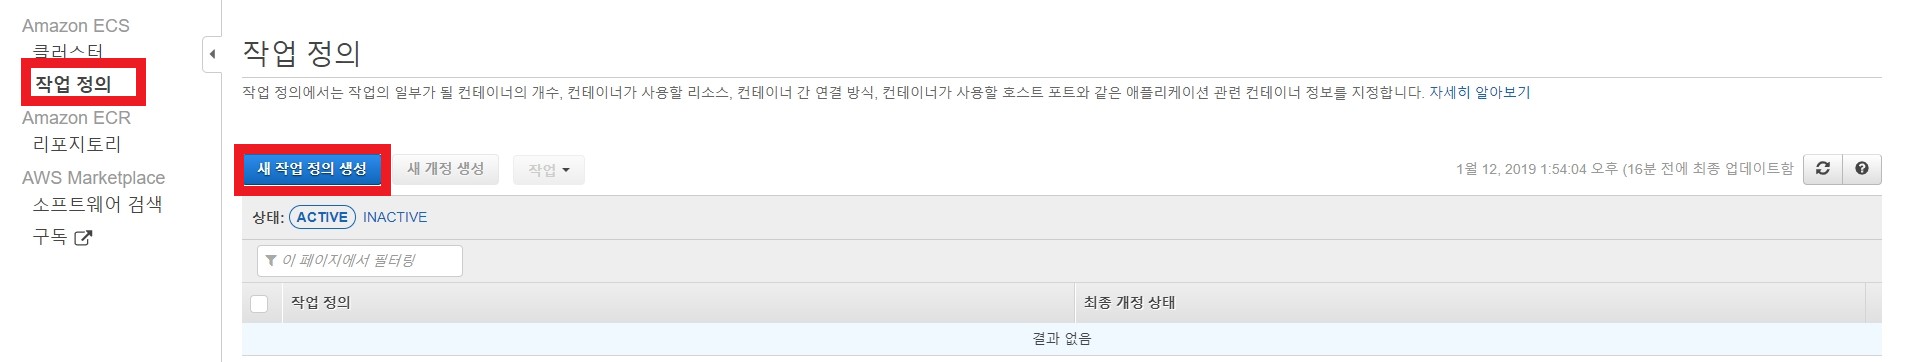 Amazon ECS
클러스터
작업 정의
Amazon ECR
리포지토리
AWS Marketplace
소프트웨어 검색
구독
작업 정의
작업 정의에서는 작업의 일부가 될 컨테이너의 개수, 컨테이너가 사용할 리소스, 컨테이너 간 연결 방식, 컨테이너가 사용할 호스트 포트와 같은 애플리케이션 관련 컨테이너 정보를 지정합니다. 자세히 알아보기
새 작업 정의 생성 새 개정 생성 작업 1월 12, 2019 1:54:04 오후 (16분 전에 최종 업데이트함
상태: ACTIVE INACTIVE
이 페이지에서 필터링
작업 정의 최종 개정 상태
결과 없음